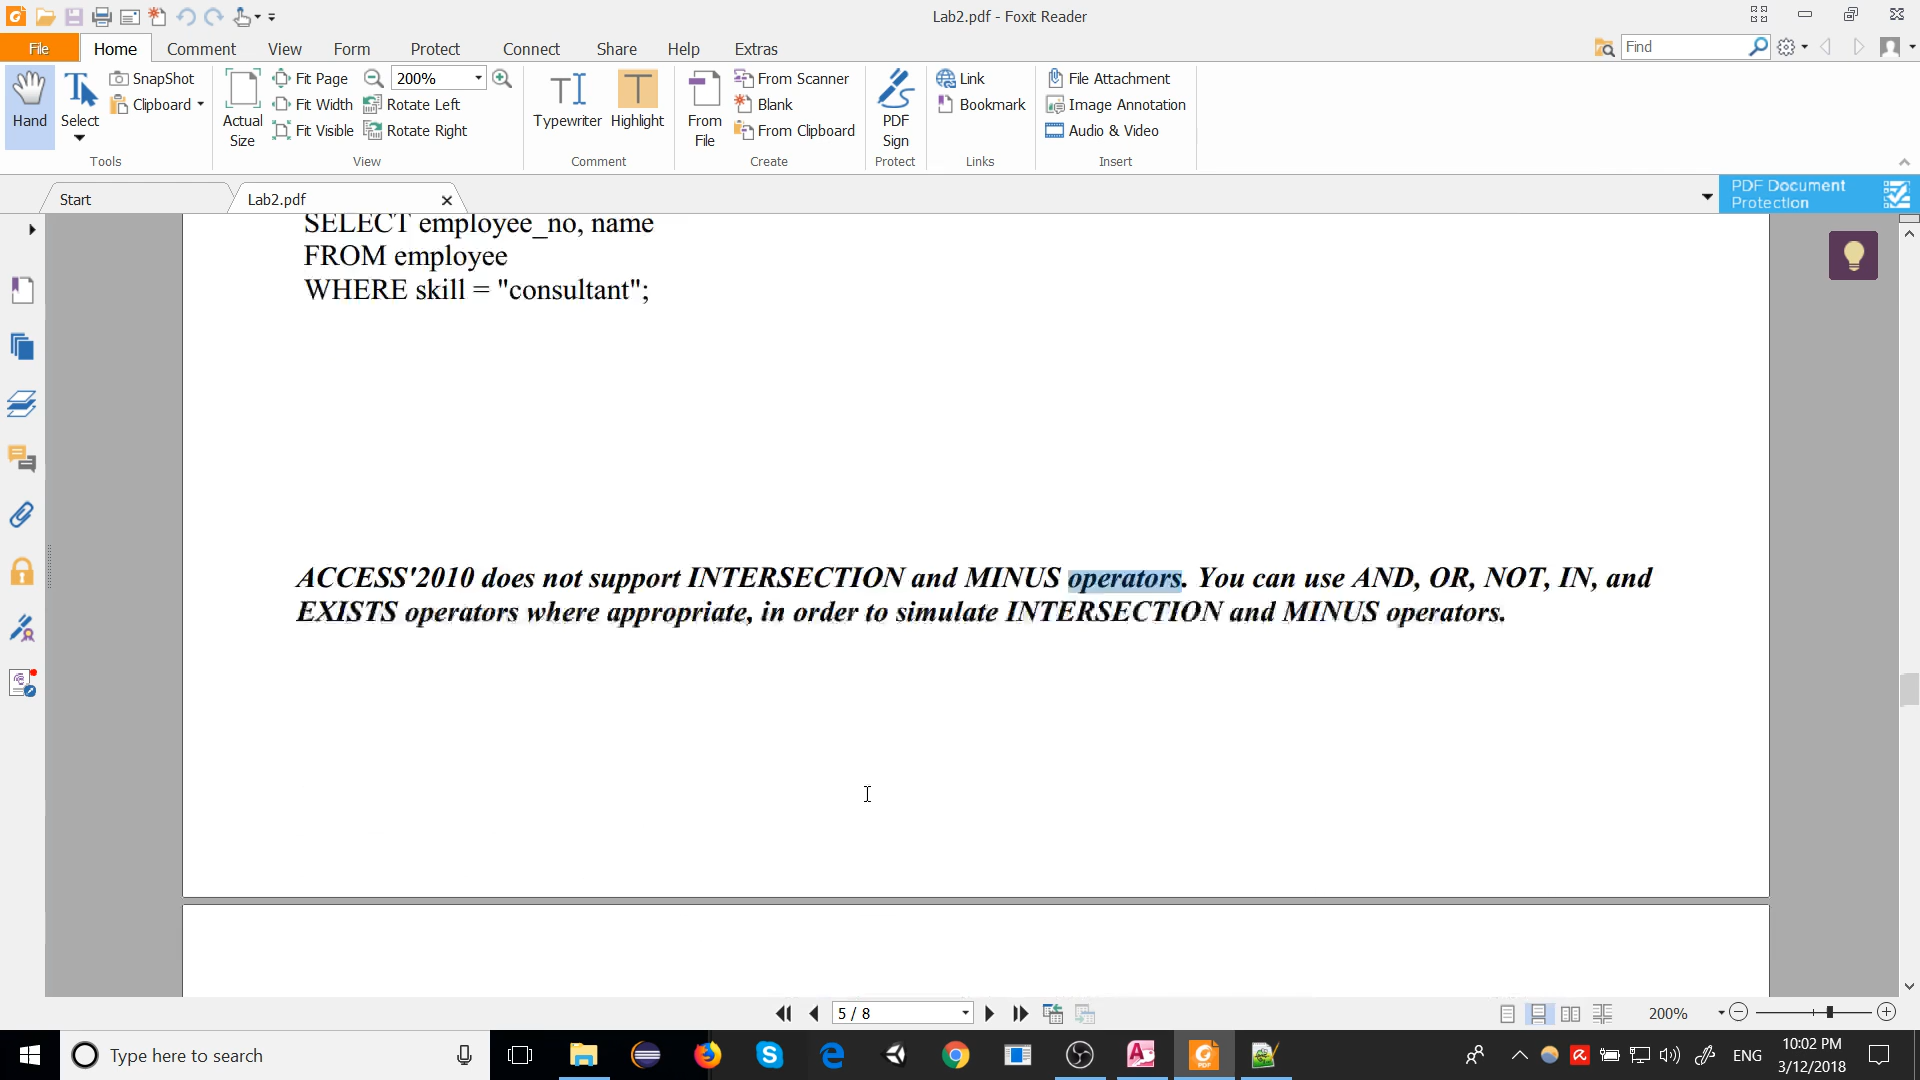 Lab2.pdf - Foxit Reader
File Home Comment View Form Protect Connect Share Help Extras
Find
Hand
Select
SnapShot
Clipboard
Tools
Actual Size
Fit Page
Fit Width
Fit Visible
200%
Rotate Left
Rotate Right
View
Typewriter
Highlight
Comment
From File
From Scanner
Blank
From Clipboard
Create
PDF Sign
Protect
Link
Bookmark
Links
File Attachment
Image Annotation
Audio & Video
Insert
Start
Lab2.pdf
PDF Document
Protection
SELECT employee_no, name
FROM employee
WHERE skill = "consultant";
ACCESS'2010 does not support INTERSECTION and MINUS operators. You can use AND, OR, NOT, IN, and
EXISTS operators where appropriate, in order to simulate INTERSECTION and MINUS operators.
5 / 8
200%
Type here to search
ENG
10:02 PM
3/12/2018